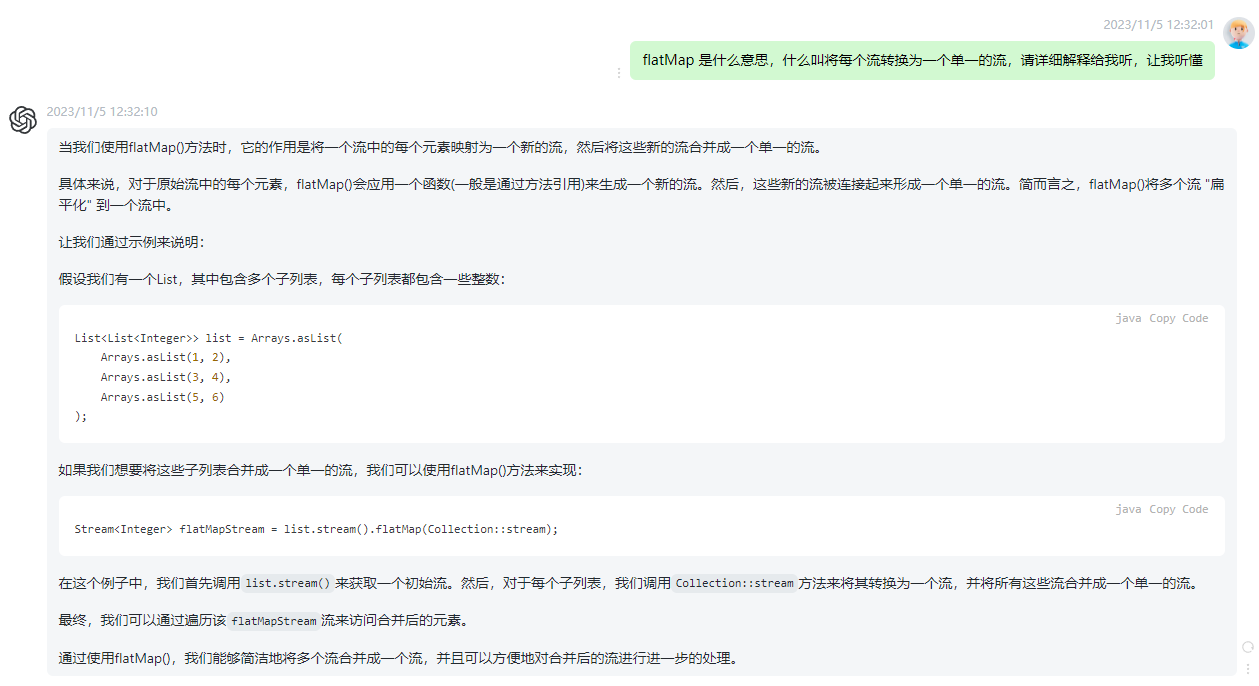 2023/11/5 12:32:01
flatMap 是什么意思，什么叫将每个流转换为一个单一的流，请详细解释给我听，让我听懂
2023/11/5 12:32:10
当我们使用flatMap()方法时，它的作用是将一个流中的每个元素映射为一个新的流，然后将这些新的流合并成一个单一的流。
具体来说，对于原始流中的每个元素，flatMap()会应用一个函数(一般是通过方法引用)来生成一个新的流。然后，这些新的流被连接起来形成一个单一的流。简而言之，flatMap()将多个流 "扁
平化" 到一个流中。
让我们通过示例来说明：
假设我们有一个List，其中包含多个子列表，每个子列表都包含一些整数：
java Copy Code
List<List<Integer>> list = Arrays.asList(
    Arrays.asList(1, 2),
    Arrays.asList(3, 4),
    Arrays.asList(5, 6)
);
如果我们想要将这些子列表合并成一个单一的流，我们可以使用flatMap()方法来实现：
java Copy Code
Stream<Integer> flatMapStream = list.stream().flatMap(Collection::stream);
在这个例子中，我们首先调用 list.stream() 来获取一个初始流。然后，对于每个子列表，我们调用 Collection::stream 方法来将其转换为一个流，并将所有这些流合并成一个单一的流。
最终，我们可以通过遍历该 flatMapStream 流来访问合并后的元素。
通过使用flatMap()，我们能够简洁地将多个流合并成一个流，并且可以方便地对合并后的流进行进一步的处理。